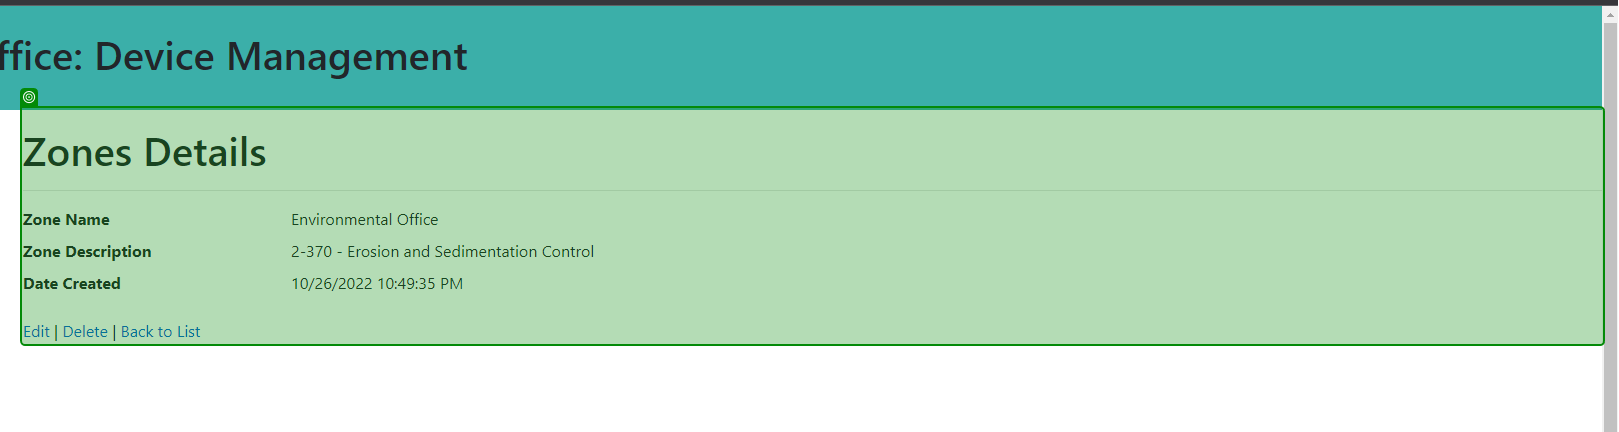 ffice: Device Management
Zones Details
Zone Name Environmental Office
Zone Description 2-370 - Erosion and Sedimentation Control
Date Created 10/26/2022 10:49:35 PM
Edit | Delete | Back to List